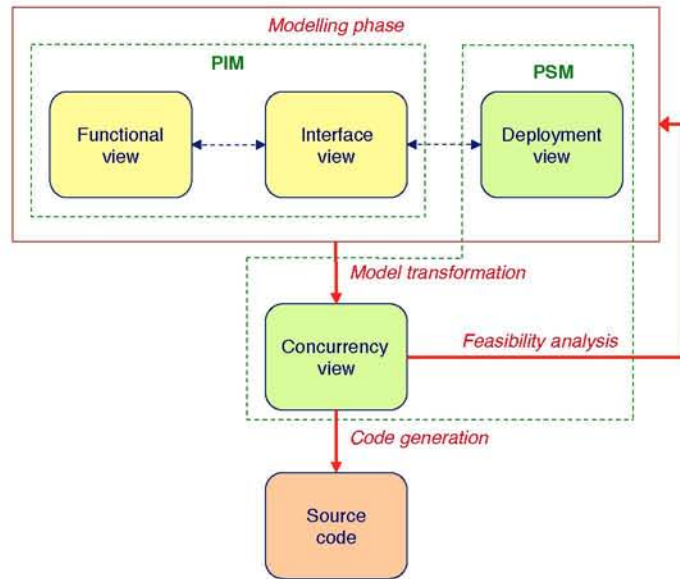 Modelling phase
PIM
PSM
Functional
view
Interface
view
Deployment
view
Model transformation
Concurrency
view
Feasibility analysis
Code generation
Source
code